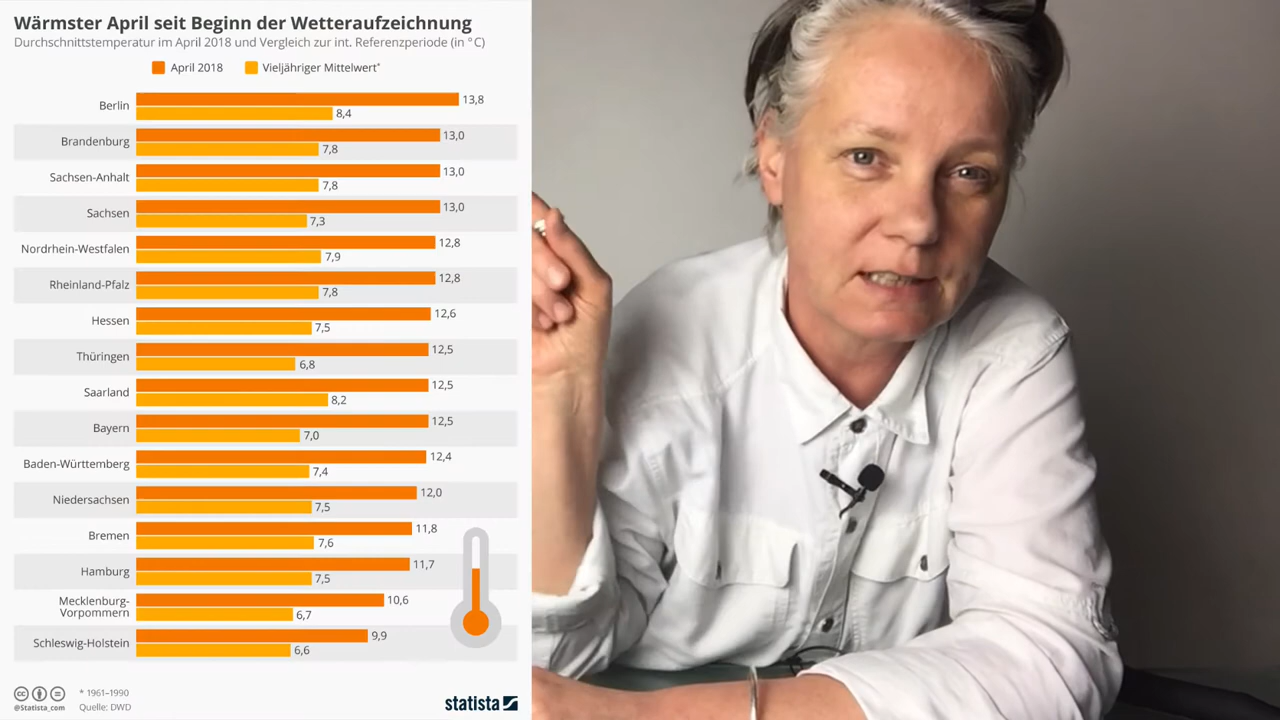 Wärmster April seit Beginn der Wetteraufzeichnung
Durchschnittstemperatur im April 2018 und Vergleich zur int. Referenzperiode (in °C)
April 2018 Vieljähriger Mittelwert*
Berlin 13,8
8,4
Brandenburg 13,0
7,8
Sachsen-Anhalt 13,0
7,8
Sachsen 13,0
7,3
Nordrhein-Westfalen 12,8
7,9
Rheinland-Pfalz 12,8
7,8
Hessen 12,6
7,5
Thüringen 12,5
6,8
Saarland 12,5
8,2
Bayern 12,5
7,0
Baden-Württemberg 12,4
7,4
Niedersachsen 12,0
7,5
Bremen 11,8
7,6
Hamburg 11,7
7,5
Mecklenburg-
Vorpommern 10,6
6,7
Schleswig-Holstein 9,9
6,6
cc
@Statista_com
* 1961–1990
Quelle: DWD
statista